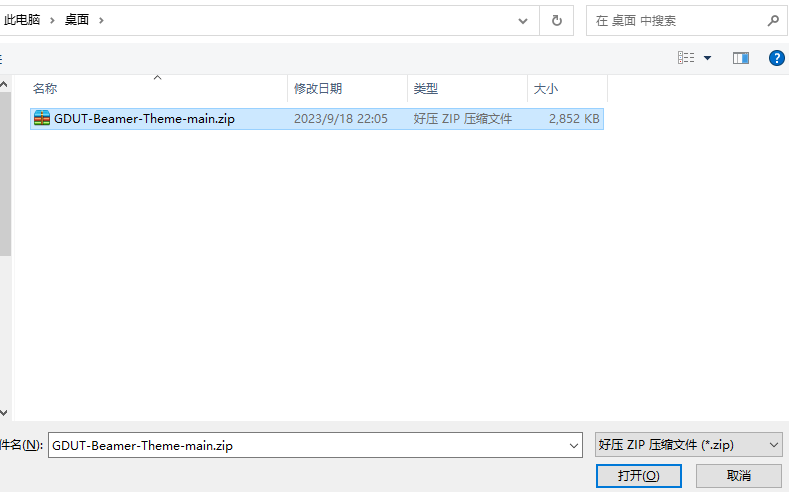 此电脑 > 桌面 >
在 桌面 中搜索
?
名称 修改日期 类型 大小
GDUT-Beamer-Theme-main.zip 2023/9/18 22:05 好压 ZIP 压缩文件 2,852 KB
件名(N): GDUT-Beamer-Theme-main.zip 好压 ZIP 压缩文件 (*.zip)
打开(O) 取消